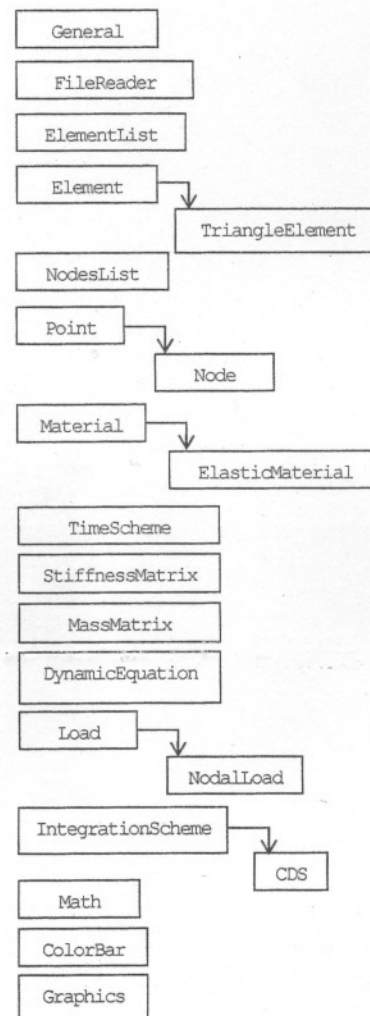 General
FileReader
ElementList
Element
TriangleElement
NodesList
Point
Node
Material
ElasticMaterial
TimeScheme
StiffnessMatrix
MassMatrix
DynamicEquation
Load
NodalLoad
IntegrationScheme
CDS
Math
ColorBar
Graphics